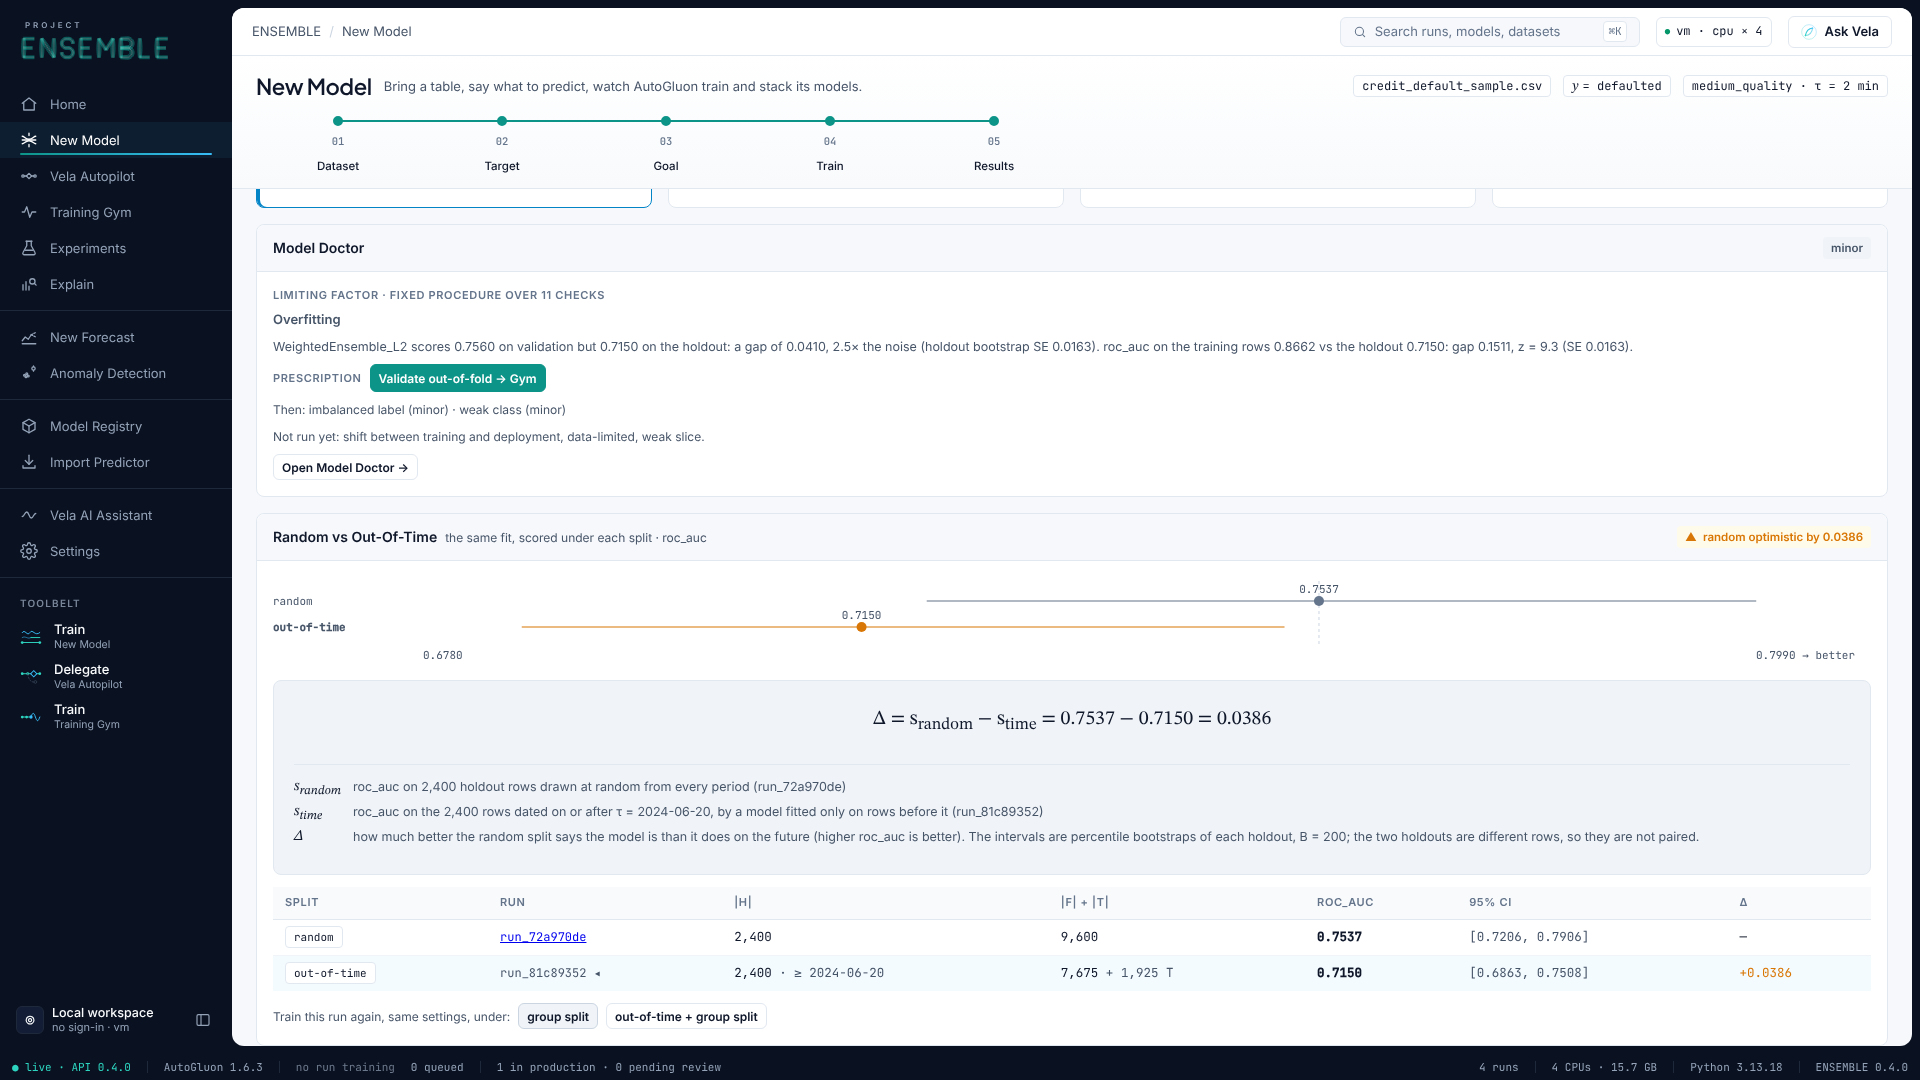 PROJECT
ENSEMBLE
Home
New Model
Vela Autopilot
Training Gym
Experiments
Explain
New Forecast
Anomaly Detection
Model Registry
Import Predictor
Vela AI Assistant
Settings
TOOLBELT
Train
New Model
Delegate
Vela Autopilot
Train
Training Gym
Local workspace
no sign-in · vm
ENSEMBLE / New Model
Search runs, models, datasets ⌘K
vm · cpu × 4
Ask Vela
New Model Bring a table, say what to predict, watch AutoGluon train and stack its models.
credit_default_sample.csv
y = defaulted
medium_quality · τ = 2 min
01 02 03 04 05
Dataset Target Goal Train Results
Model Doctor
minor
LIMITING FACTOR · FIXED PROCEDURE OVER 11 CHECKS
Overfitting
WeightedEnsemble_L2 scores 0.7560 on validation but 0.7150 on the holdout: a gap of 0.0410, 2.5× the noise (holdout bootstrap SE 0.0163). roc_auc on the training rows 0.8662 vs the holdout 0.7150: gap 0.1511, z = 9.3 (SE 0.0163).
PRESCRIPTION Validate out-of-fold → Gym
Then: imbalanced label (minor) · weak class (minor)
Not run yet: shift between training and deployment, data-limited, weak slice.
Open Model Doctor →
Random vs Out-Of-Time the same fit, scored under each split · roc_auc
▲ random optimistic by 0.0386
random 0.7537
out-of-time 0.7150
0.6780 0.7990 → better
Δ = s_random − s_time = 0.7537 − 0.7150 = 0.0386
s_random roc_auc on 2,400 holdout rows drawn at random from every period (run_72a970de)
s_time roc_auc on the 2,400 rows dated on or after τ = 2024-06-20, by a model fitted only on rows before it (run_81c89352)
Δ how much better the random split says the model is than it does on the future (higher roc_auc is better). The intervals are percentile bootstraps of each holdout, B = 200; the two holdouts are different rows, so they are not paired.
SPLIT RUN |H| |F| + |T| ROC_AUC 95% CI Δ
random run_72a970de 2,400 9,600 0.7537 [0.7206, 0.7906] —
out-of-time run_81c89352 ◂ 2,400 · ≥ 2024-06-20 7,675 + 1,925 T 0.7150 [0.6863, 0.7508] +0.0386
Train this run again, same settings, under: group split out-of-time + group split
live · API 0.4.0 AutoGluon 1.6.3 no run training 0 queued 1 in production · 0 pending review
4 runs 4 CPUs · 15.7 GB Python 3.13.18 ENSEMBLE 0.4.0